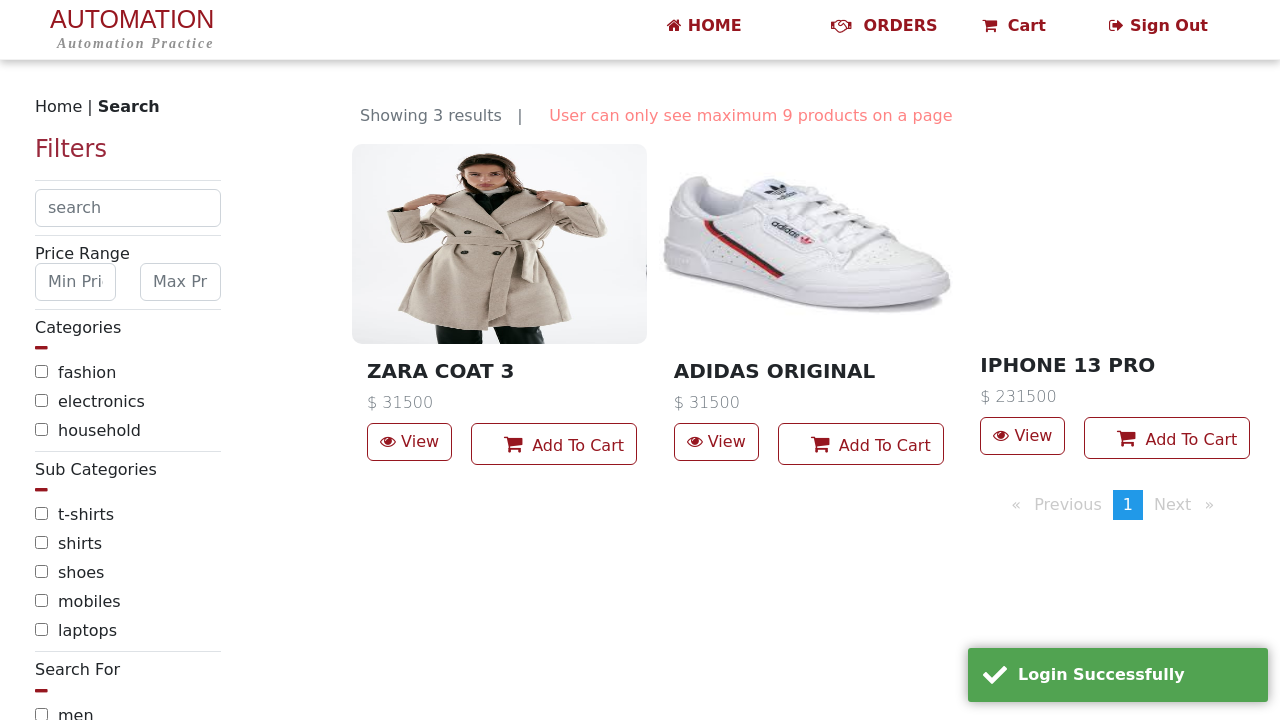 AUTOMATION
Automation Practice
HOME
ORDERS
Cart
Sign Out
Home | Search
Filters
search
Price Range
Min Pri
Max Pr
Categories
fashion
electronics
household
Sub Categories
t-shirts
shirts
shoes
mobiles
laptops
Search For
men
Showing 3 results |
User can only see maximum 9 products on a page
adidas
ZARA COAT 3
$ 31500
View
Add To Cart
ADIDAS ORIGINAL
$ 31500
View
Add To Cart
IPHONE 13 PRO
$ 231500
View
Add To Cart
« Previous 1 Next »
Login Successfully